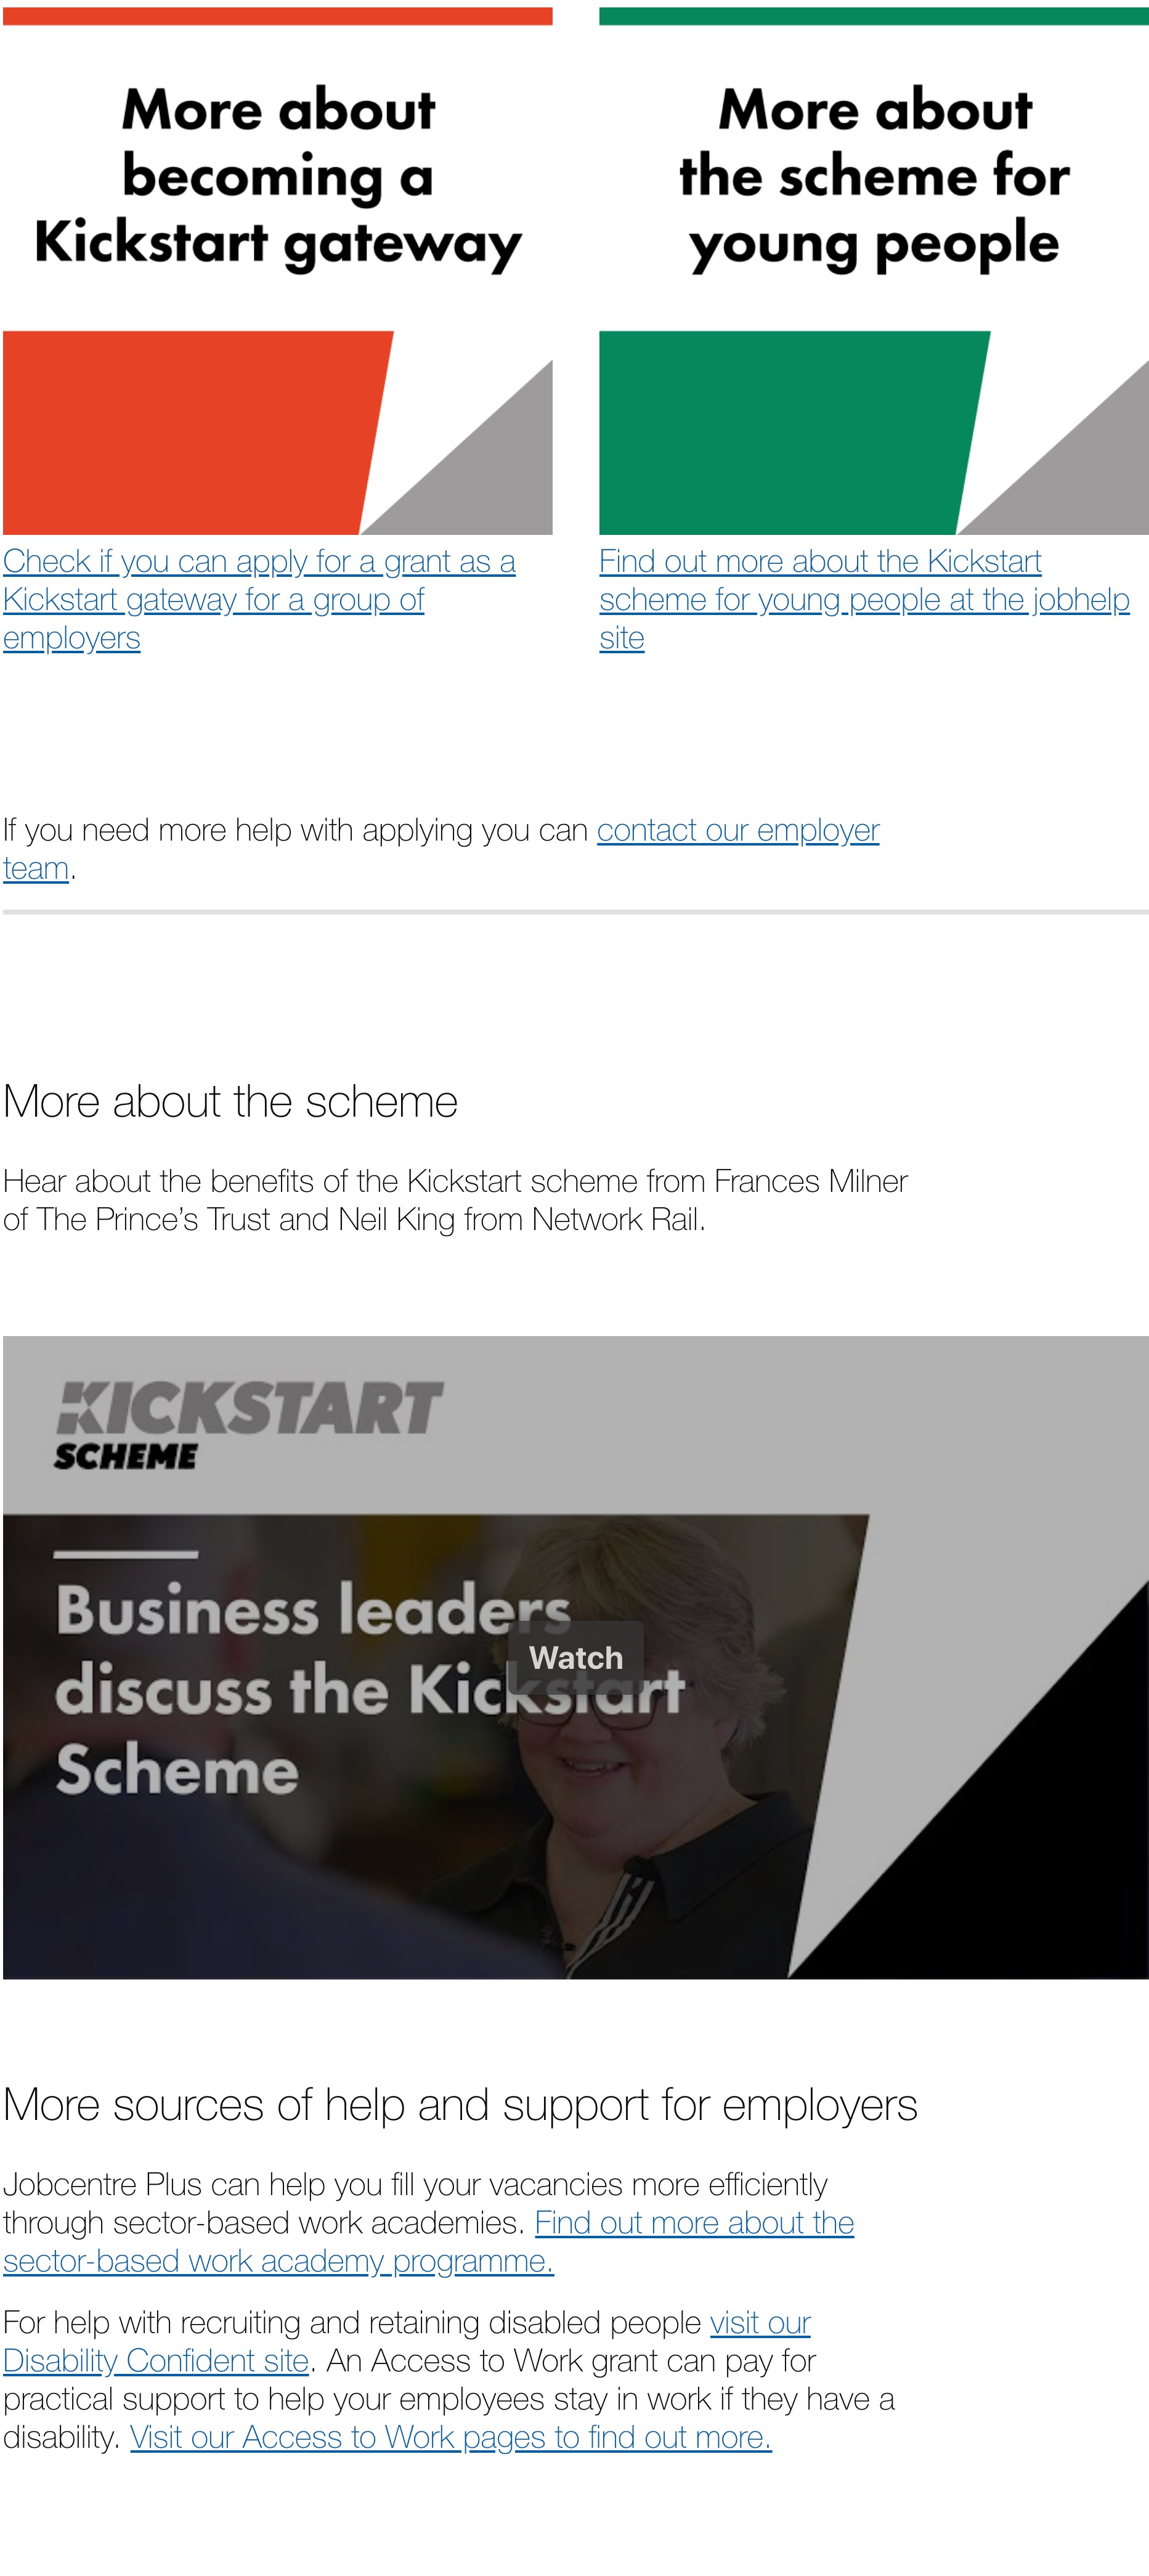 More about
becoming a
Kickstart gateway
Check if you can apply for a grant as a
Kickstart gateway for a group of
employers
More about
the scheme for
young people
Find out more about the Kickstart
scheme for young people at the jobhelp
site
If you need more help with applying you can contact our employer
team.
More about the scheme
Hear about the benefits of the Kickstart scheme from Frances Milner
of The Prince’s Trust and Neil King from Network Rail.
KICKSTART
SCHEME
Business leaders
discuss the Kickstart
Scheme
Watch
More sources of help and support for employers
Jobcentre Plus can help you fill your vacancies more efficiently
through sector-based work academies. Find out more about the
sector-based work academy programme.
For help with recruiting and retaining disabled people visit our
Disability Confident site. An Access to Work grant can pay for
practical support to help your employees stay in work if they have a
disability. Visit our Access to Work pages to find out more.